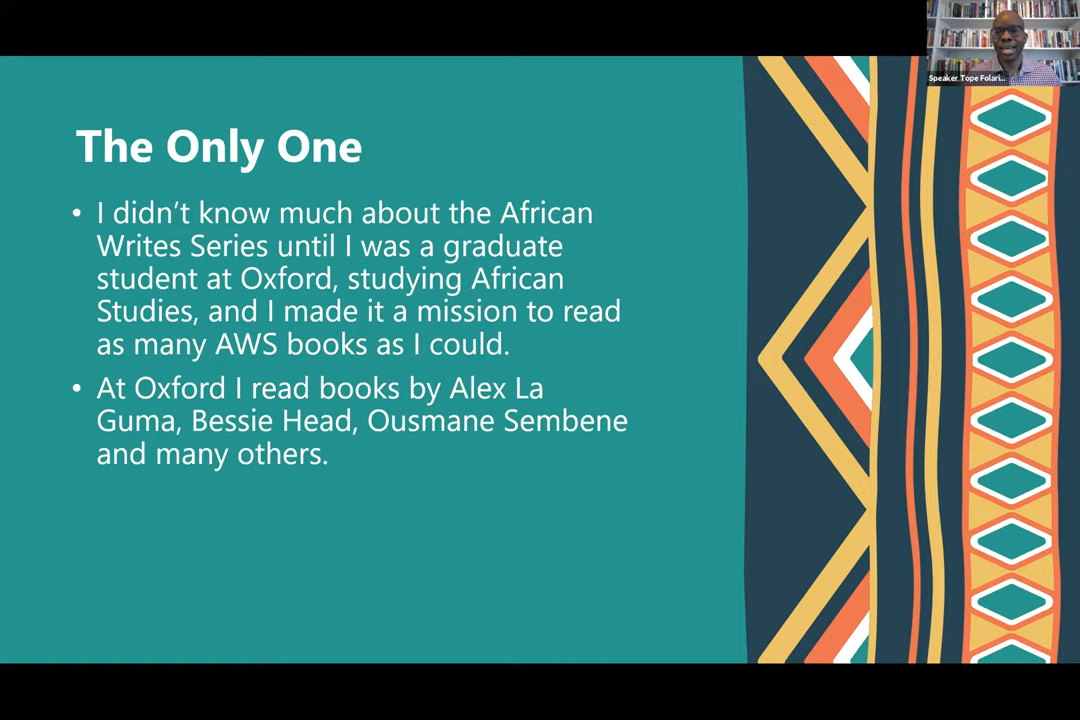 Speaker Tope Folari...
The Only One
• I didn’t know much about the African
Writes Series until I was a graduate
student at Oxford, studying African
Studies, and I made it a mission to read
as many AWS books as I could.
• At Oxford I read books by Alex La
Guma, Bessie Head, Ousmane Sembene
and many others.